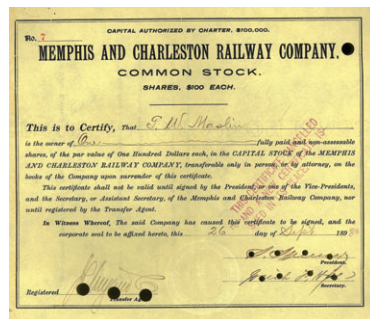 CAPITAL AUTHORIZED BY CHARTER, $100,000.
No. 7
MEMPHIS AND CHARLESTON RAILWAY COMPANY.
COMMON STOCK.
SHARES, $100 EACH.
This is to Certify, That
is the owner of One fully paid and non-assessable
shares, of the par value of One Hundred Dollars each, in the CAPITAL STOCK of the MEMPHIS
AND CHARLESTON RAILWAY COMPANY, transferable only in person, or by attorney, on
the books of the Company upon surrender of this certificate.
This certificate shall not be valid until signed by the President, or one of the Vice-Presidents,
and the Secretary, or Assistant Secretary, of the Memphis and Charleston Railway Company, nor
until registered by the Transfer Agent.
In Witness Whereof, The said Company has caused this certificate to be signed, and the
corporate seal to be affixed hereto, this 26 day of Sept 1898
President.
Secretary.
Registered
Transfer Agent